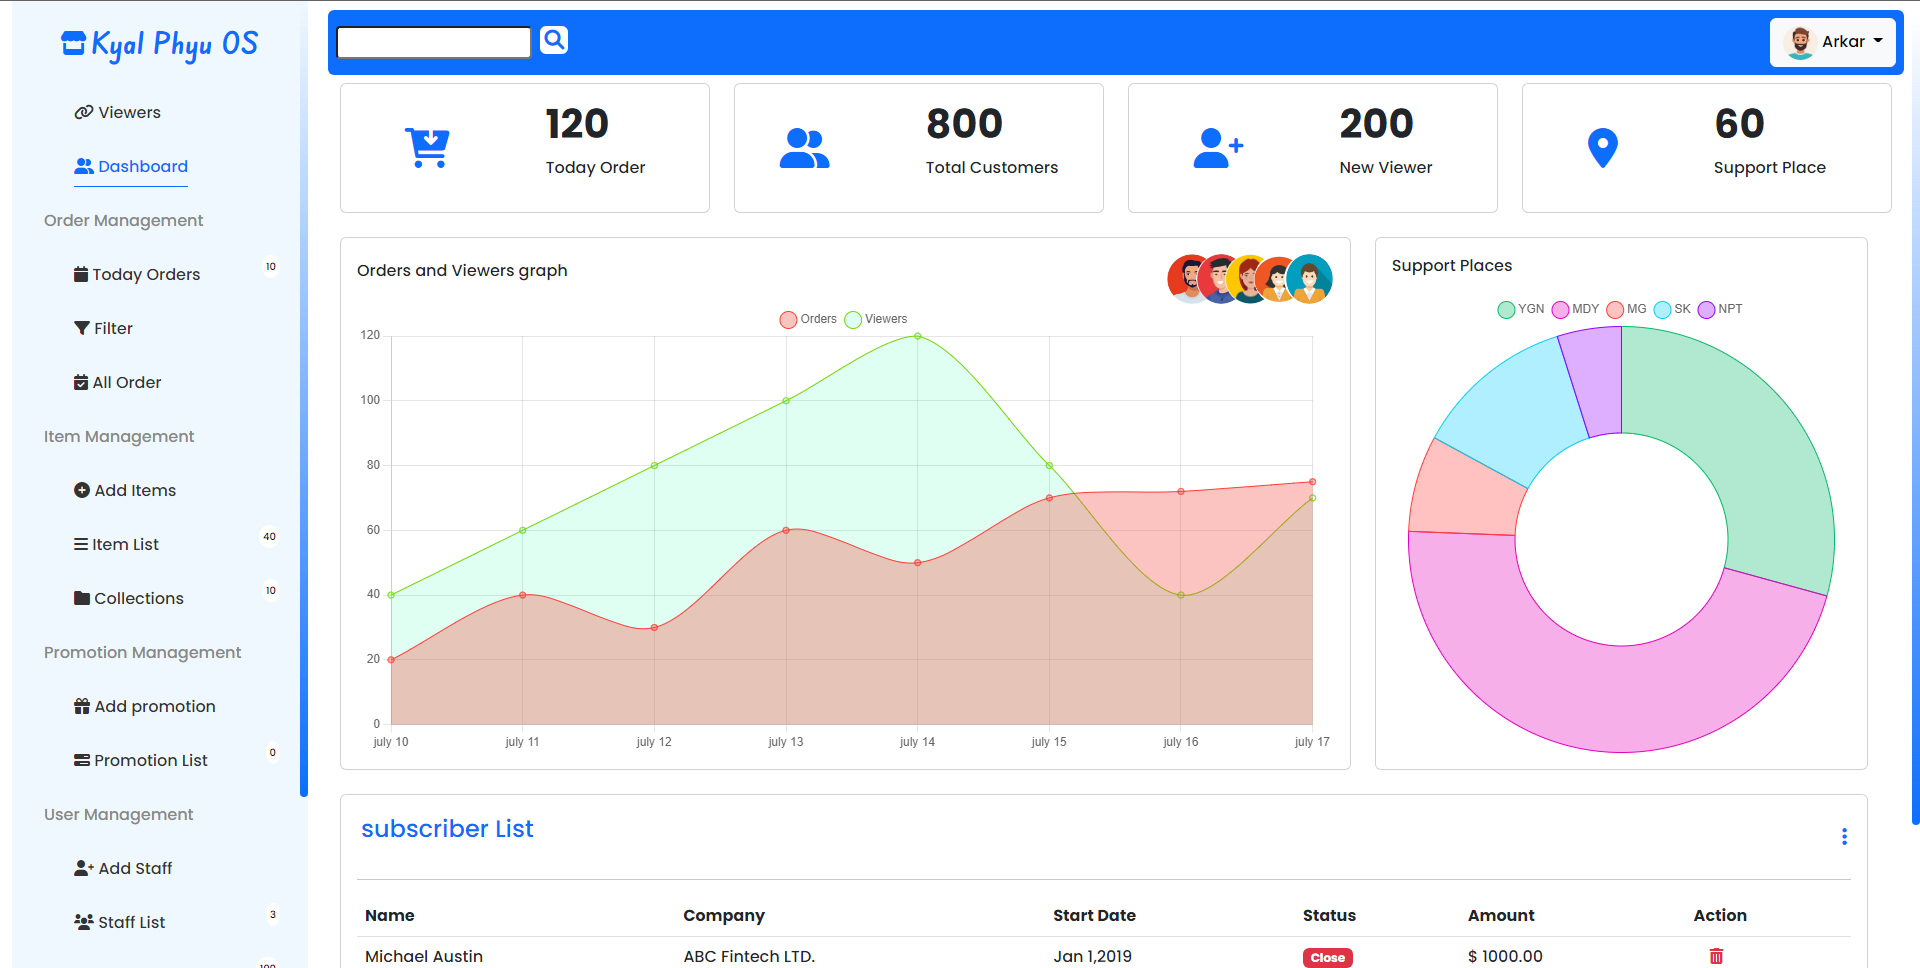 Kyal Phyu OS
Viewers
Dashboard
Order Management
Today Orders 10
Filter
All Order
Item Management
Add Items
Item List 40
Collections 10
Promotion Management
Add promotion
Promotion List 0
User Management
Add Staff
Staff List 3
Arkar
120
Today Order
800
Total Customers
200
New Viewer
60
Support Place
Orders and Viewers graph
Orders Viewers
120
100
80
60
40
20
0
july 10 july 11 july 12 july 13 july 14 july 15 july 16 july 17
Support Places
YGN MDY MG SK NPT
subscriber List
Name Company Start Date Status Amount Action
Michael Austin ABC Fintech LTD. Jan 1,2019 Close $ 1000.00